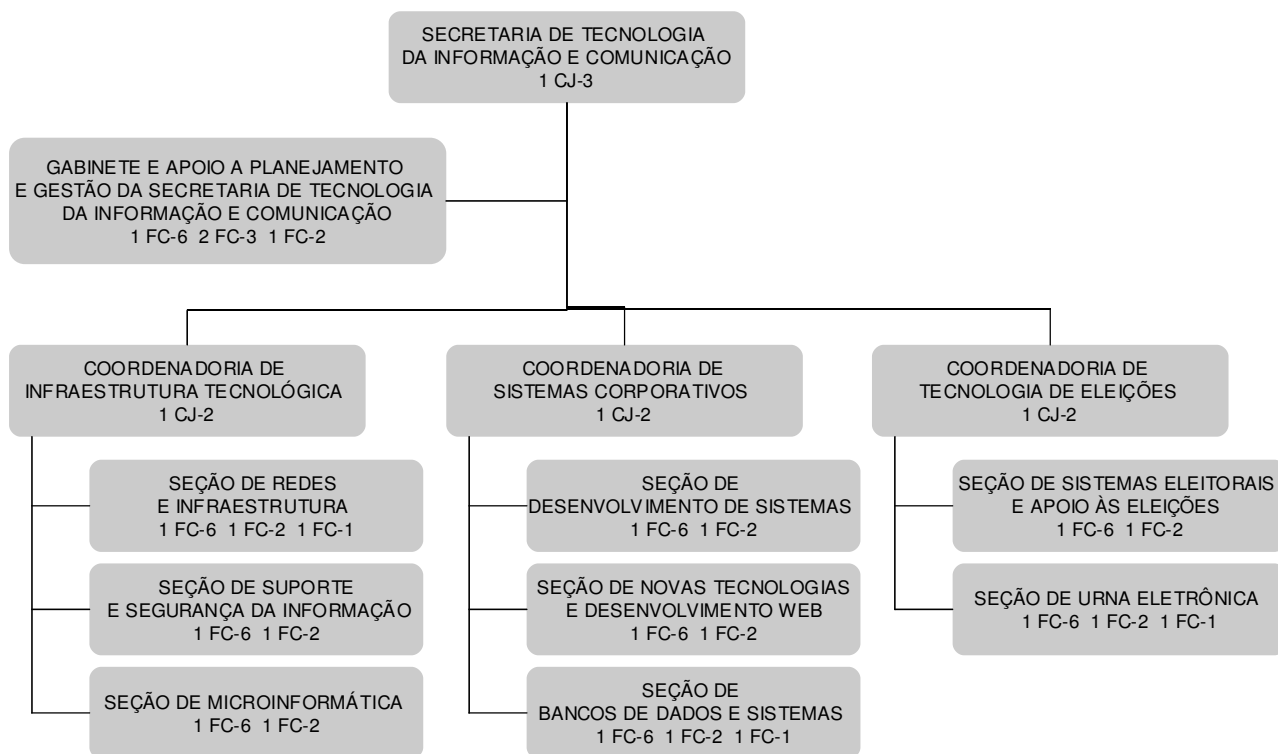 SECRETARIA DE TECNOLOGIA
DA INFORMAÇÃO E COMUNICAÇÃO
1 CJ-3
GABINETE E APOIO A PLANEJAMENTO
E GESTÃO DA SECRETARIA DE TECNOLOGIA
DA INFORMAÇÃO E COMUNICAÇÃO
1 FC-6 2 FC-3 1 FC-2
COORDENADORIA DE
INFRAESTRUTURA TECNOLÓGICA
1 CJ-2
SEÇÃO DE REDES
E INFRAESTRUTURA
1 FC-6 1 FC-2 1 FC-1
SEÇÃO DE SUPORTE
E SEGURANÇA DA INFORMAÇÃO
1 FC-6 1 FC-2
SEÇÃO DE MICROINFORMÁTICA
1 FC-6 1 FC-2
COORDENADORIA DE
SISTEMAS CORPORATIVOS
1 CJ-2
SEÇÃO DE
DESENVOLVIMENTO DE SISTEMAS
1 FC-6 1 FC-2
SEÇÃO DE NOVAS TECNOLOGIAS
E DESENVOLVIMENTO WEB
1 FC-6 1 FC-2
SEÇÃO DE
BANCOS DE DADOS E SISTEMAS
1 FC-6 1 FC-2 1 FC-1
COORDENADORIA DE
TECNOLOGIA DE ELEIÇÕES
1 CJ-2
SEÇÃO DE SISTEMAS ELEITORAIS
E APOIO ÀS ELEIÇÕES
1 FC-6 1 FC-2
SEÇÃO DE URNA ELETRÔNICA
1 FC-6 1 FC-2 1 FC-1